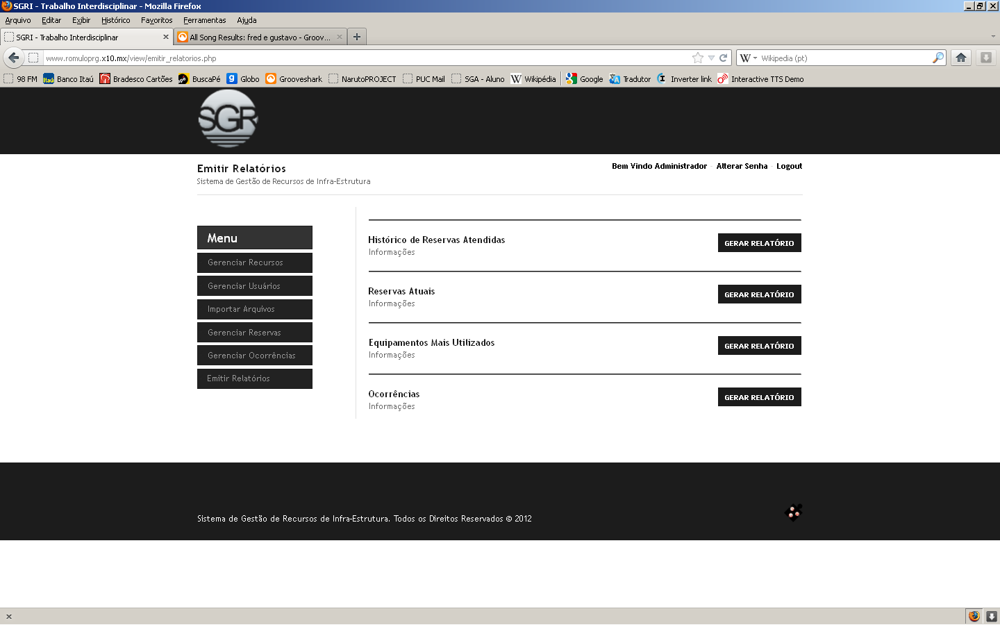 SGRI - Trabalho Interdisciplinar - Mozilla Firefox
Arquivo Editar Exibir Histórico Favoritos Ferramentas Ajuda
SGRI - Trabalho Interdisciplinar
All Song Results: fred e gustavo - Groov...
www.romuloprg.x10.mx/view/emitir_relatorios.php
W Wikipedia (pt)
98 FM Banco Itaú Bradesco Cartões BuscaPé Globo Grooveshark NarutoPROJECT PUC Mail SGA - Aluno Wikipédia Google Tradutor Inverter link Interactive TTS Demo
SGR
Emitir Relatórios
Sistema de Gestão de Recursos de Infra-Estrutura
Bem Vindo Administrador - Alterar Senha - Logout
Menu
Gerenciar Recursos
Gerenciar Usuários
Importar Arquivos
Gerenciar Reservas
Gerenciar Ocorrências
Emitir Relatórios
Histórico de Reservas Atendidas
Informações
GERAR RELATÓRIO
Reservas Atuais
Informações
GERAR RELATÓRIO
Equipamentos Mais Utilizados
Informações
GERAR RELATÓRIO
Ocorrências
Informações
GERAR RELATÓRIO
Sistema de Gestão de Recursos de Infra-Estrutura. Todos os Direitos Reservados © 2012